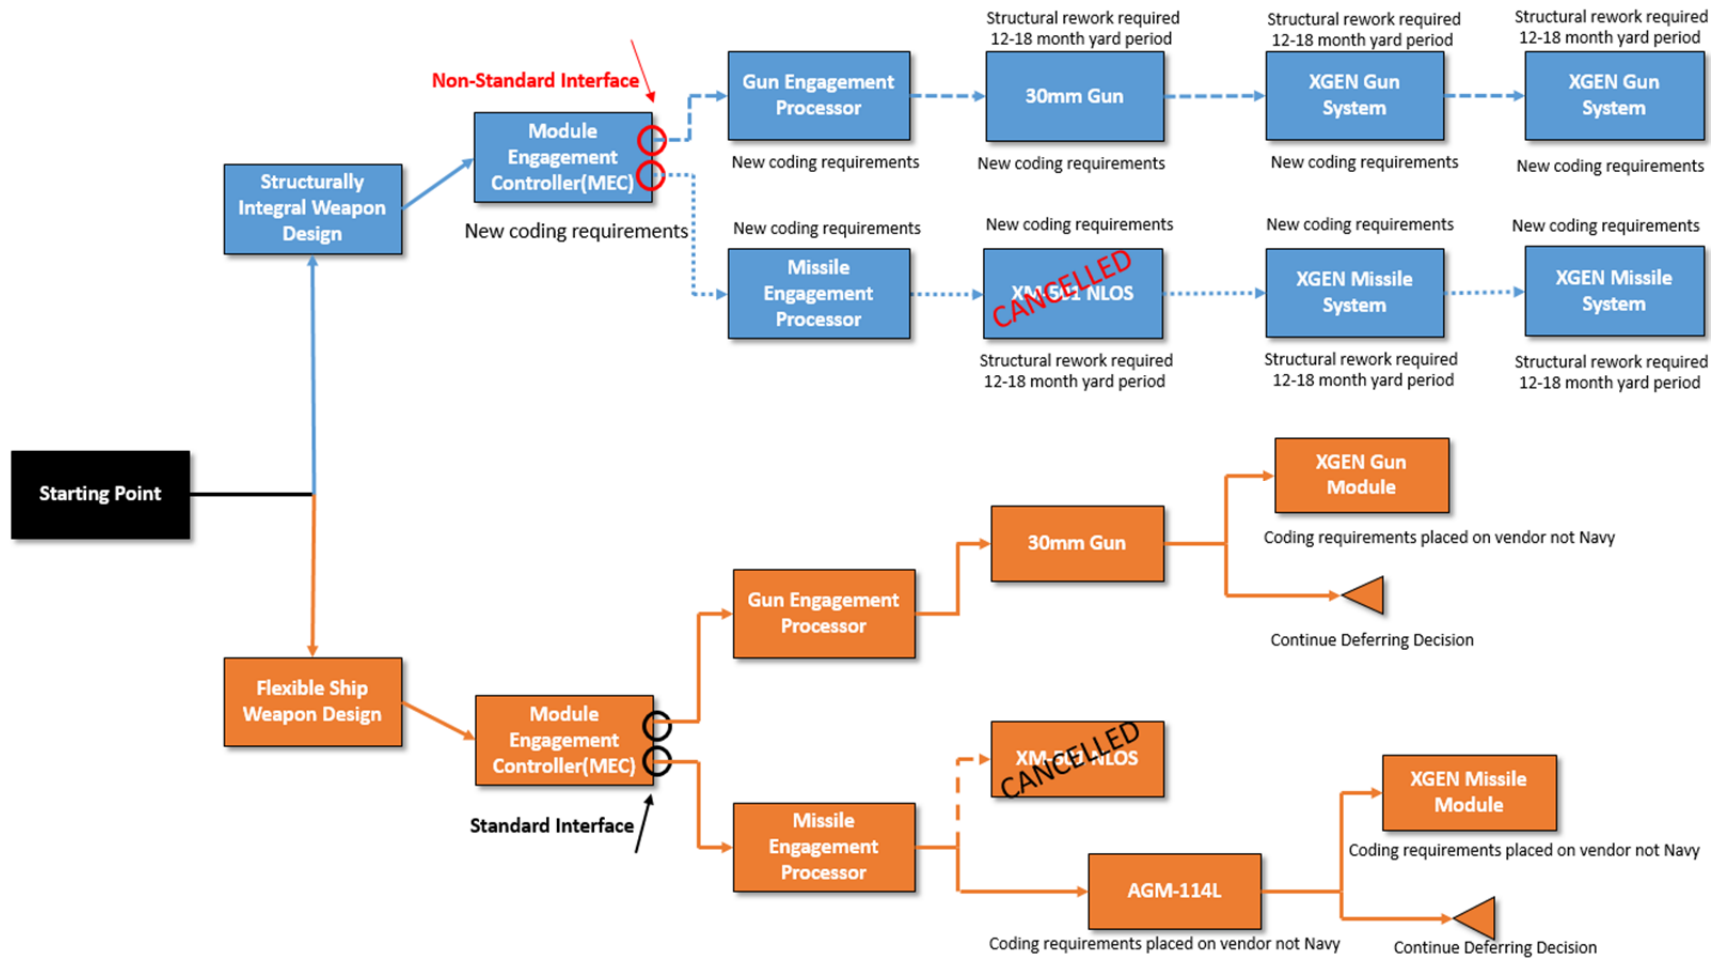 Structural rework required
12-18 month yard period
Structural rework required
12-18 month yard period
Structural rework required
12-18 month yard period
Non-Standard Interface
Gun Engagement
Processor
30mm Gun
XGEN Gun
System
XGEN Gun
System
Module
Engagement
Controller(MEC)
New coding requirements
New coding requirements
New coding requirements
New coding requirements
Structurally
Integral Weapon
Design
New coding requirements
New coding requirements
New coding requirements
New coding requirements
New coding requirements
Missile
Engagement
Processor
XM-501 NLOS
CANCELLED
XGEN Missile
System
XGEN Missile
System
Structural rework required
12-18 month yard period
Structural rework required
12-18 month yard period
Structural rework required
12-18 month yard period
Starting Point
XGEN Gun
Module
Coding requirements placed on vendor not Navy
30mm Gun
Gun Engagement
Processor
Continue Deferring Decision
Flexible Ship
Weapon Design
Module
Engagement
Controller(MEC)
Standard Interface
XM-501 NLOS
CANCELLED
Missile
Engagement
Processor
XGEN Missile
Module
Coding requirements placed on vendor not Navy
AGM-114L
Coding requirements placed on vendor not Navy
Continue Deferring Decision